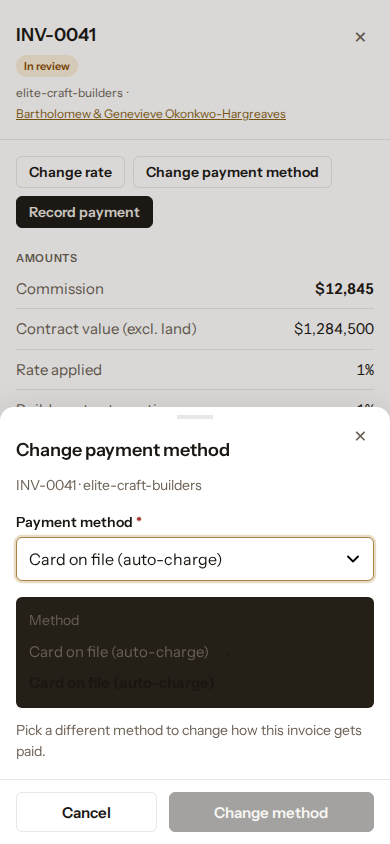 INV-0041
In review
elite-craft-builders ·
Bartholomew & Genevieve Okonkwo-Hargreaves
Change rate
Change payment method
Record payment
AMOUNTS
Commission
$12,845
Contract value (excl. land)
$1,284,500
Rate applied
1%
Change payment method
INV-0041 · elite-craft-builders
Payment method *
Card on file (auto-charge)
Method
Card on file (auto-charge) →
Card on file (auto-charge)
Pick a different method to change how this invoice gets
paid.
Cancel
Change method